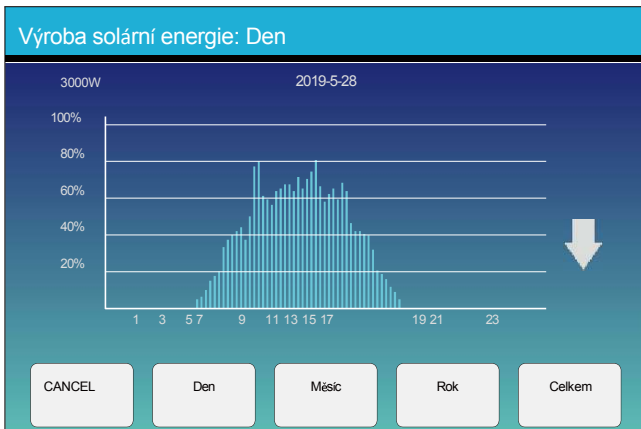 Výroba solární energie: Den
3000W 2019-5-28
100%
80%
60%
40%
20%
1 3 5 7 9 11 13 15 17 19 21 23
CANCEL Den Měsíc Rok Celkem